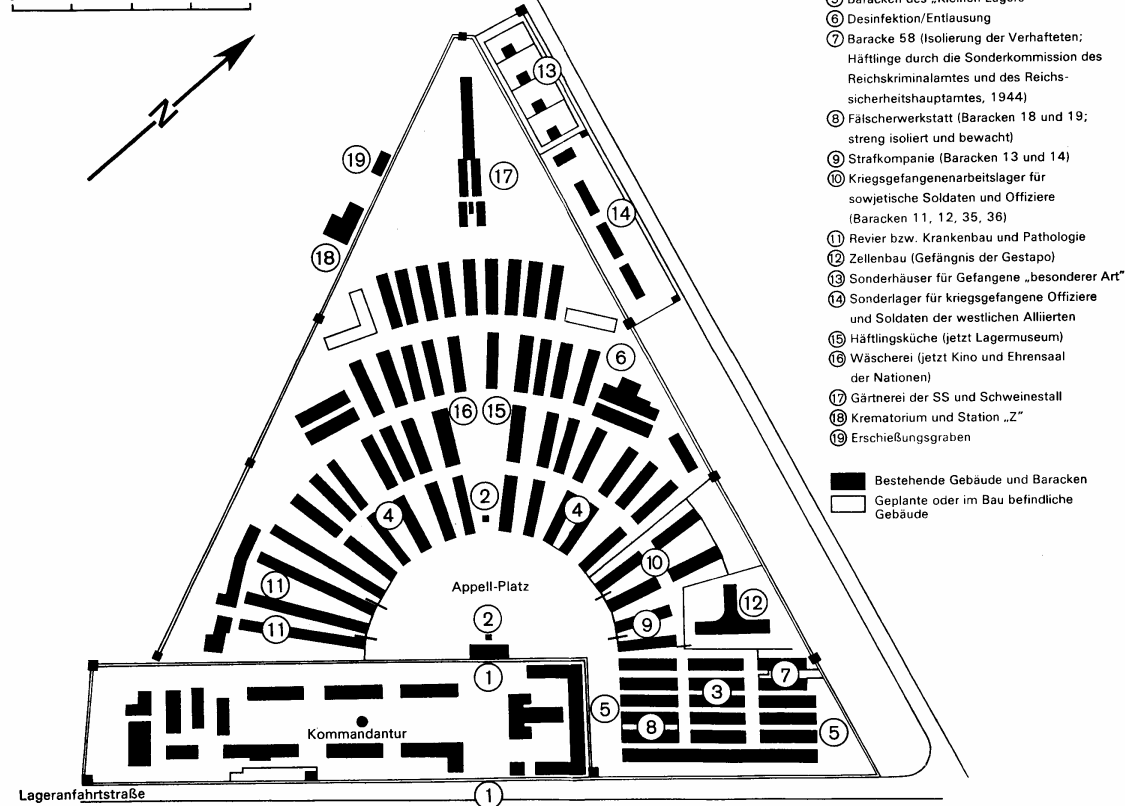 ⑤ Baracken des „Kleinen Lagers"
⑥ Desinfektion/Entlausung
⑦ Baracke 58 (Isolierung der Verhafteten;
Häftlinge durch die Sonderkommission des
Reichskriminalamtes und des Reichs-
sicherheitshauptamtes, 1944)
⑧ Fälscherwerkstatt (Baracken 18 und 19;
streng isoliert und bewacht)
⑨ Strafkompanie (Baracken 13 und 14)
⑩ Kriegsgefangenenarbeitslager für
sowjetische Soldaten und Offiziere
(Baracken 11, 12, 35, 36)
⑪ Revier bzw. Krankenbau und Pathologie
⑫ Zellenbau (Gefängnis der Gestapo)
⑬ Sonderhäuser für Gefangene „besonderer Art"
⑭ Sonderlager für kriegsgefangene Offiziere
und Soldaten der westlichen Alliierten
⑮ Häftlingsküche (jetzt Lagermuseum)
⑯ Wäscherei (jetzt Kino und Ehrensaal
der Nationen)
⑰ Gärtnerei der SS und Schweinestall
⑱ Krematorium und Station „Z"
⑲ Erschießungsgraben
Bestehende Gebäude und Baracken
Geplante oder im Bau befindliche
Gebäude
N
⑬
⑲
⑰
⑭
⑱
⑥
⑯ ⑮
②
④ ④
⑩
⑪
Appell-Platz
⑫
②
⑪
⑨
①
⑦
③
⑤
⑧
⑤
Kommandantur
Lageranfahrtstraße
①